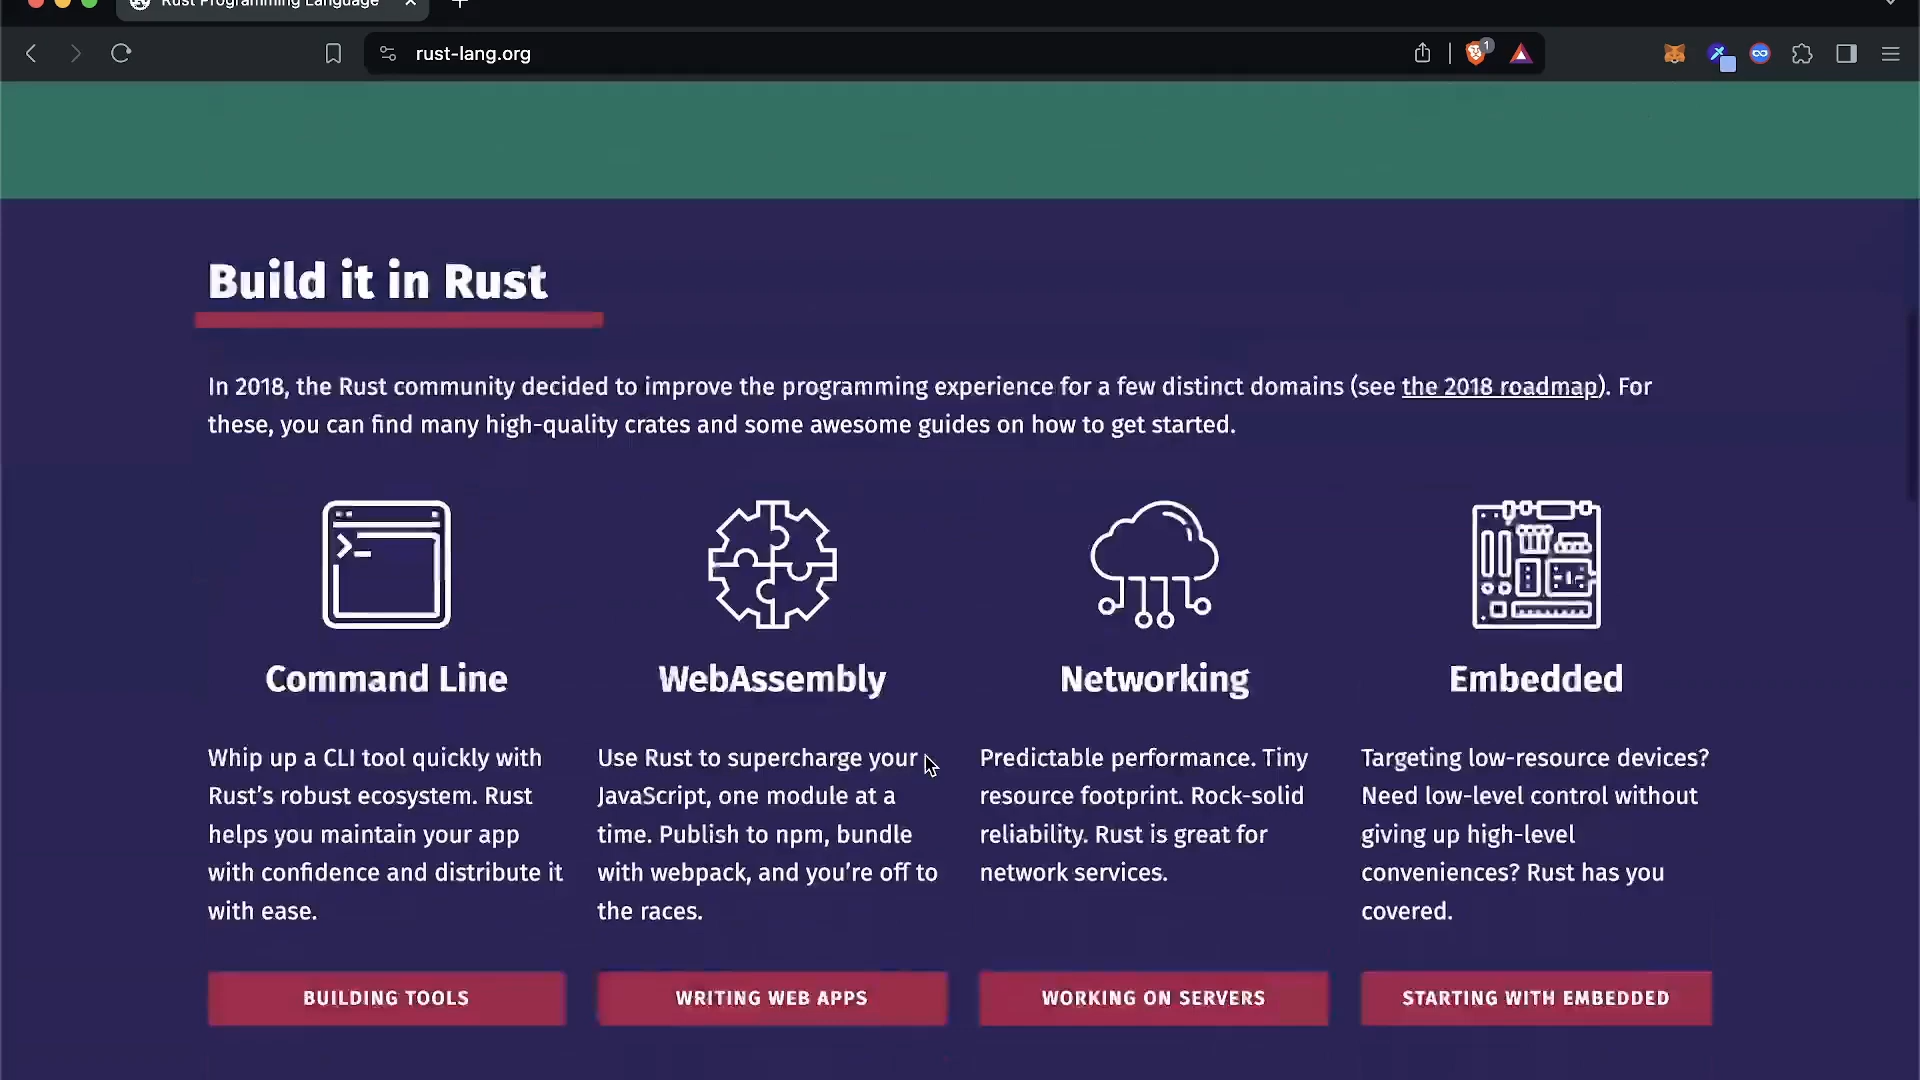 Rust Programming Language
rust-lang.org
1
Build it in Rust
In 2018, the Rust community decided to improve the programming experience for a few distinct domains (see the 2018 roadmap). For
these, you can find many high-quality crates and some awesome guides on how to get started.
Command Line
Whip up a CLI tool quickly with
Rust’s robust ecosystem. Rust
helps you maintain your app
with confidence and distribute it
with ease.
BUILDING TOOLS
WebAssembly
Use Rust to supercharge your
JavaScript, one module at a
time. Publish to npm, bundle
with webpack, and you’re off to
the races.
WRITING WEB APPS
Networking
Predictable performance. Tiny
resource footprint. Rock-solid
reliability. Rust is great for
network services.
WORKING ON SERVERS
Embedded
Targeting low-resource devices?
Need low-level control without
giving up high-level
conveniences? Rust has you
covered.
STARTING WITH EMBEDDED